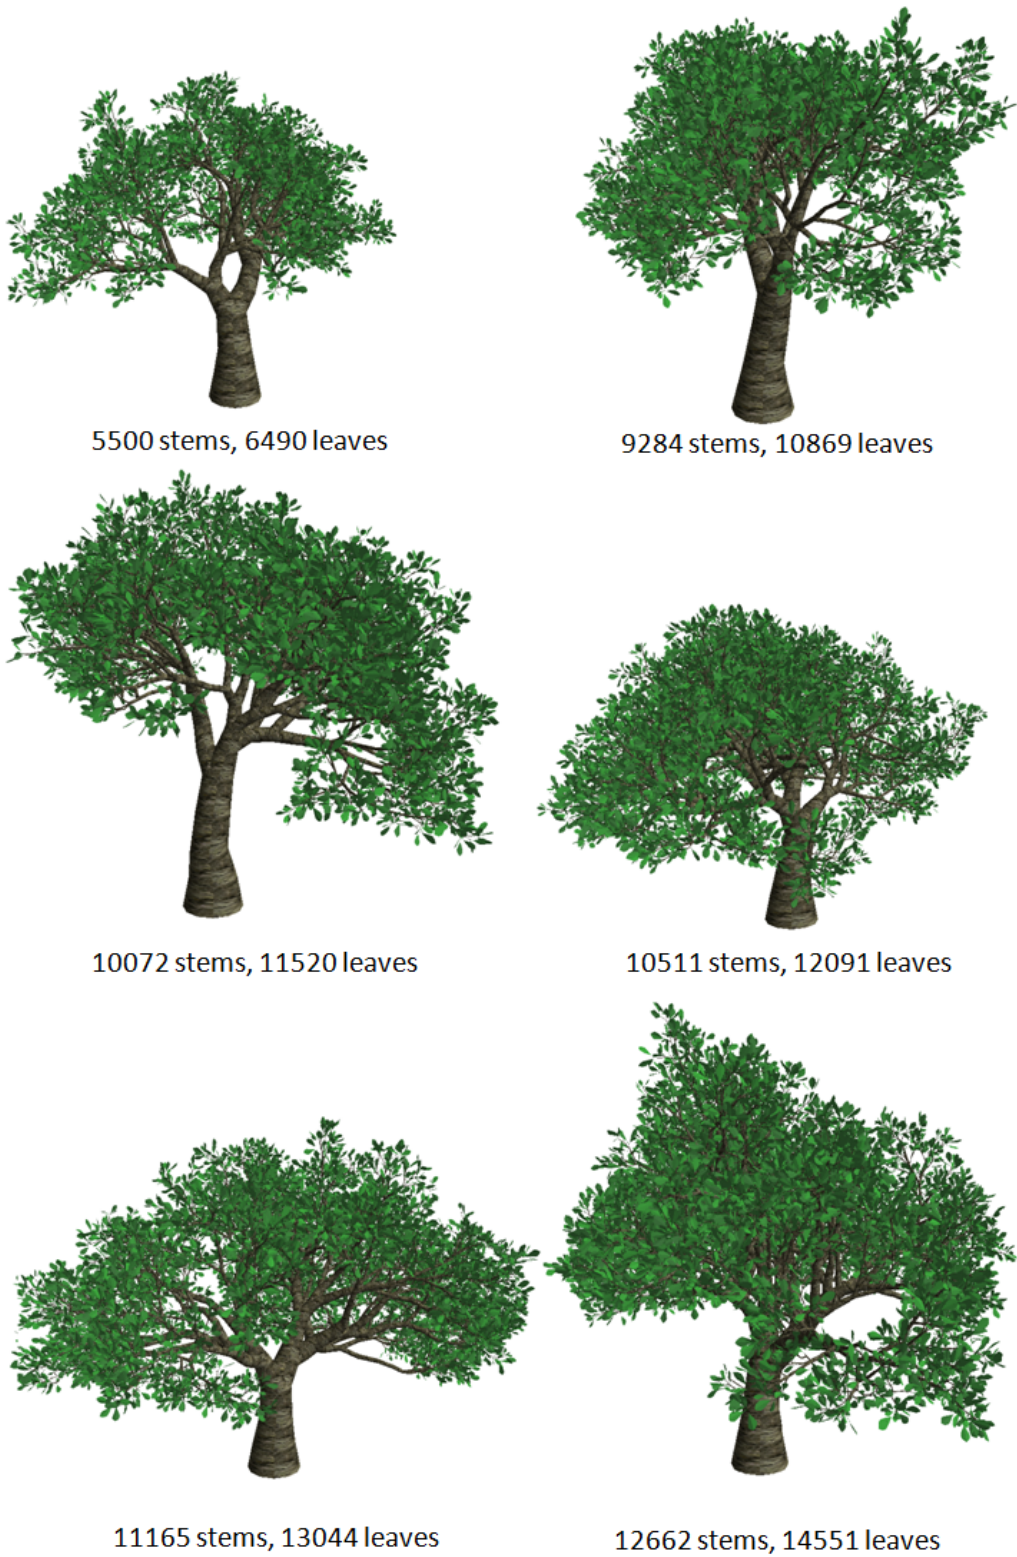 5500 stems, 6490 leaves
9284 stems, 10869 leaves
10072 stems, 11520 leaves
10511 stems, 12091 leaves
11165 stems, 13044 leaves
12662 stems, 14551 leaves